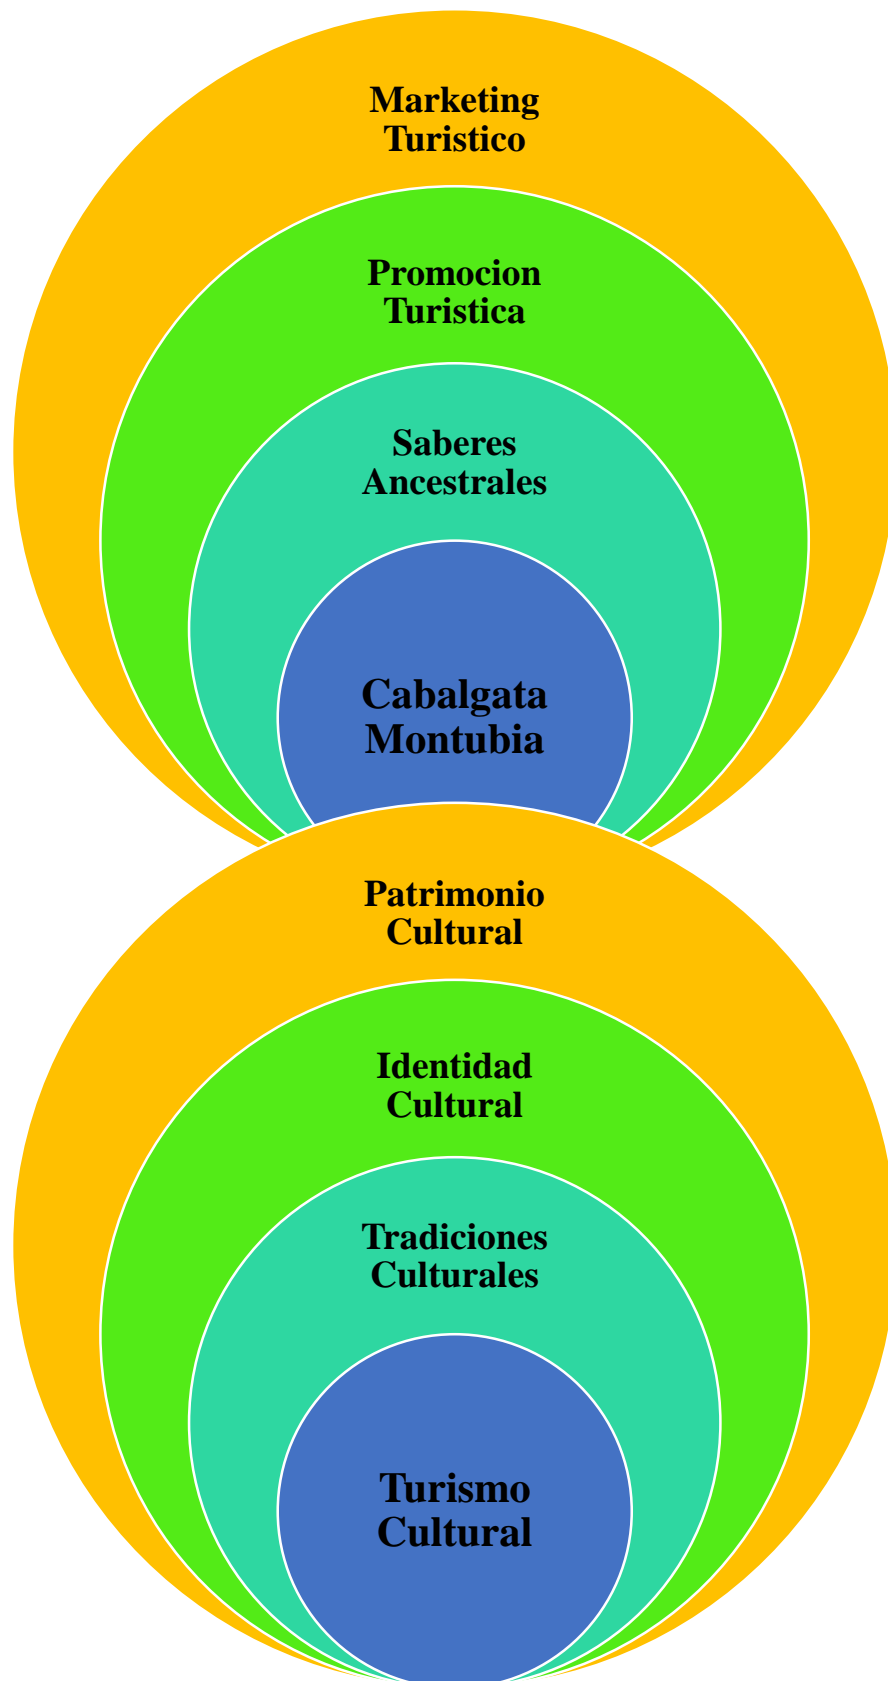 Marketing
Turistico
Promocion
Turistica
Saberes
Ancestrales
Cabalgata
Montubia
Patrimonio
Cultural
Identidad
Cultural
Tradiciones
Culturales
Turismo
Cultural